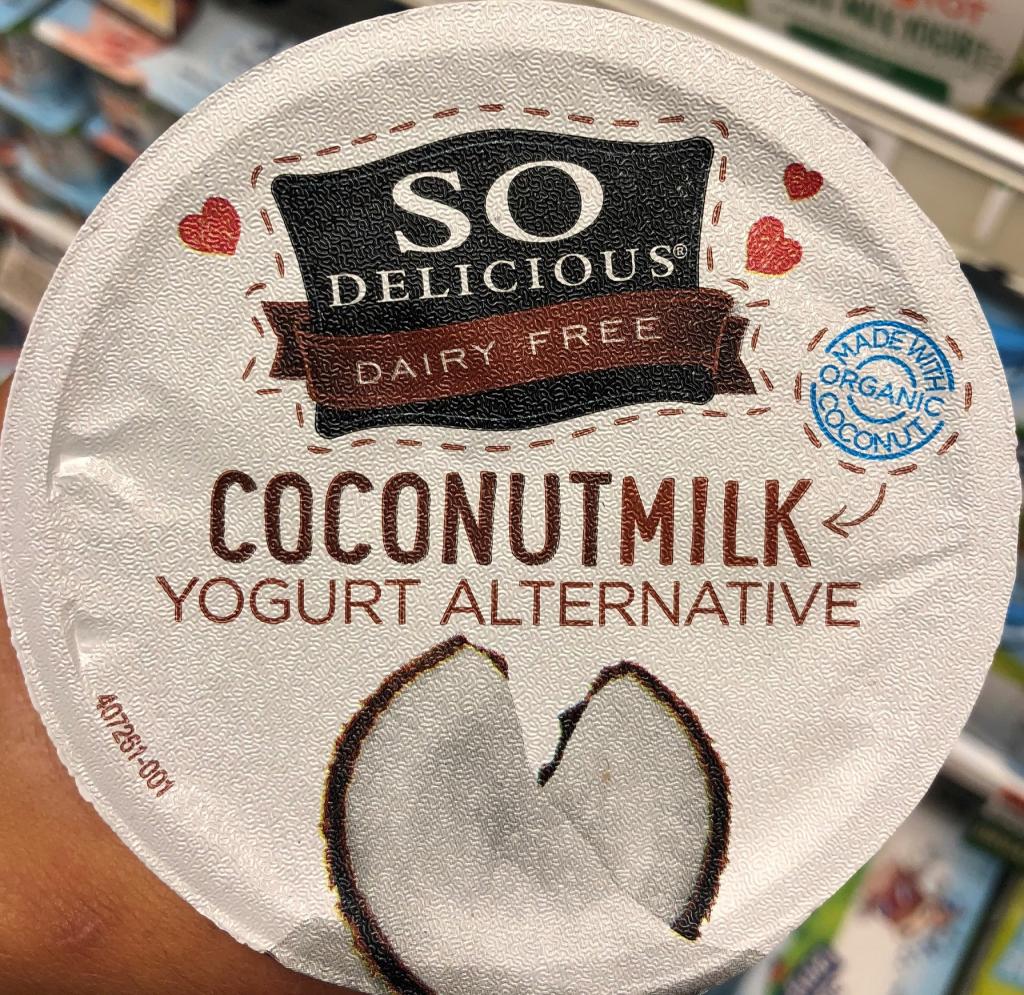 SO
DELICIOUS®
DAIRY FREE
MADE WITH
ORGANIC
COCONUT
COCONUTMILK
YOGURT ALTERNATIVE
407261-001